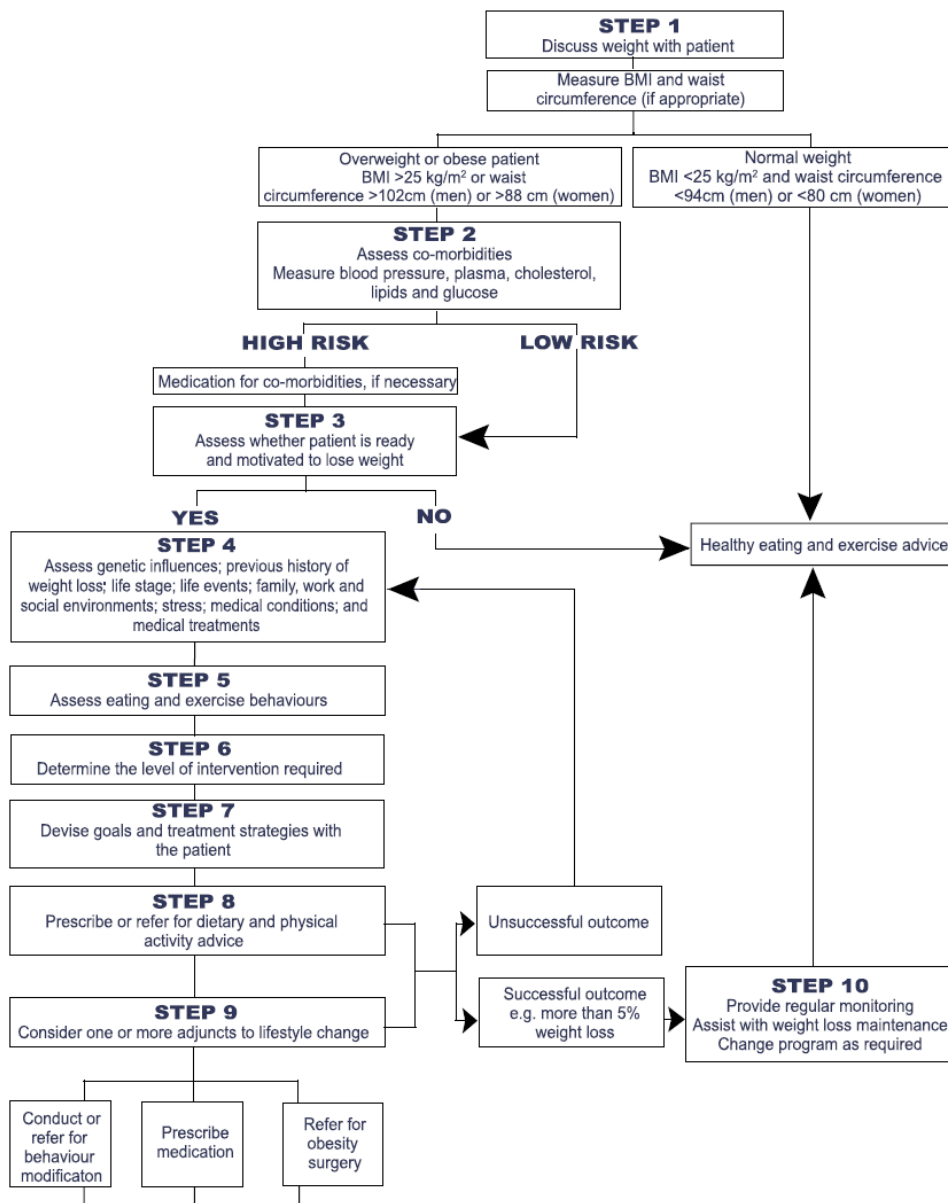 STEP 1
Discuss weight with patient
Measure BMI and waist
circumference (if appropriate)
Overweight or obese patient
BMI >25 kg/m² or waist
circumference >102cm (men) or >88 cm (women)
Normal weight
BMI <25 kg/m² and waist circumference
<94cm (men) or <80 cm (women)
STEP 2
Assess co-morbidities
Measure blood pressure, plasma, cholesterol,
lipids and glucose
HIGH RISK
LOW RISK
Medication for co-morbidities, if necessary
STEP 3
Assess whether patient is ready
and motivated to lose weight
YES
NO
Healthy eating and exercise advice
STEP 4
Assess genetic influences; previous history of
weight loss; life stage; life events; family, work and
social environments; stress; medical conditions; and
medical treatments
STEP 5
Assess eating and exercise behaviours
STEP 6
Determine the level of intervention required
STEP 7
Devise goals and treatment strategies with
the patient
STEP 8
Prescribe or refer for dietary and physical
activity advice
Unsuccessful outcome
STEP 9
Consider one or more adjuncts to lifestyle change
Successful outcome
e.g. more than 5%
weight loss
STEP 10
Provide regular monitoring
Assist with weight loss maintenance
Change program as required
Conduct or
refer for
behaviour
modificaton
Prescribe
medication
Refer for
obesity
surgery